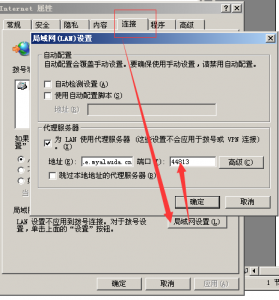 Internet 属性
常规 安全 隐私 内容 连接 程序 高级
局域网(LAN)设置
自动配置
自动配置会覆盖手动设置。要确保使用手动设置，请禁用自动配置。
自动检测设置(A)
使用自动配置脚本(S)
地址(R):
代理服务器
为 LAN 使用代理服务器(这些设置不会应用于拨号或 VPN 连接)
地址(E): .e.myalauda.cn 端口(T): 44813 高级(C)
跳过本地地址的代理服务器(B)
确定 取消
拨号
如果
置”
局域
LAN 设置不应用到拨号连接。对于拨号设置，单击上面的“设置”按钮。
局域网设置(L)
确定 取消 应用(A)